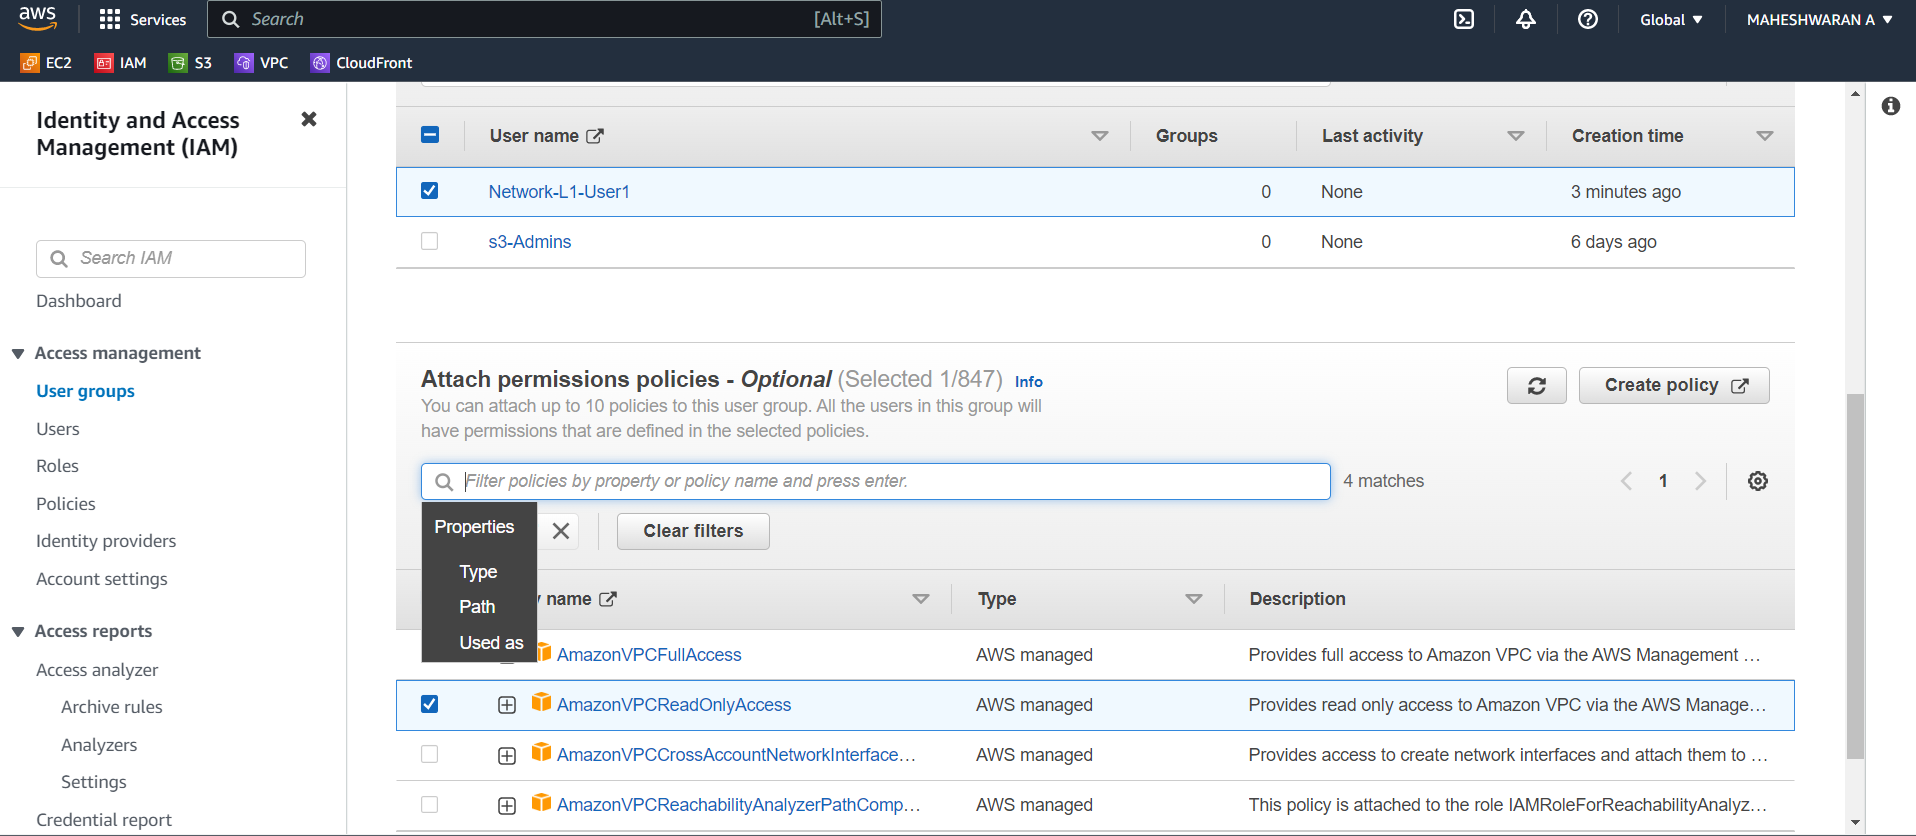 aws
Services
Search
[Alt+S]
Global ▼
MAHESHWARAN A ▼
EC2
IAM
S3
VPC
CloudFront
Identity and Access
Management (IAM)
Search IAM
Dashboard
Access management
User groups
Users
Roles
Policies
Identity providers
Account settings
Access reports
Access analyzer
Archive rules
Analyzers
Settings
Credential report
User name
Groups
Last activity
Creation time
Network-L1-User1
0
None
3 minutes ago
s3-Admins
0
None
6 days ago
Attach permissions policies - Optional (Selected 1/847) Info
You can attach up to 10 policies to this user group. All the users in this group will
have permissions that are defined in the selected policies.
Create policy
Filter policies by property or policy name and press enter.
4 matches
1
Properties
Type
Path
Used as
Clear filters
name
Type
Description
AmazonVPCFullAccess
AWS managed
Provides full access to Amazon VPC via the AWS Management …
AmazonVPCReadOnlyAccess
AWS managed
Provides read only access to Amazon VPC via the AWS Manage…
AmazonVPCCrossAccountNetworkInterface…
AWS managed
Provides access to create network interfaces and attach them to …
AmazonVPCReachabilityAnalyzerPathComp…
AWS managed
This policy is attached to the role IAMRoleForReachabilityAnalyz…